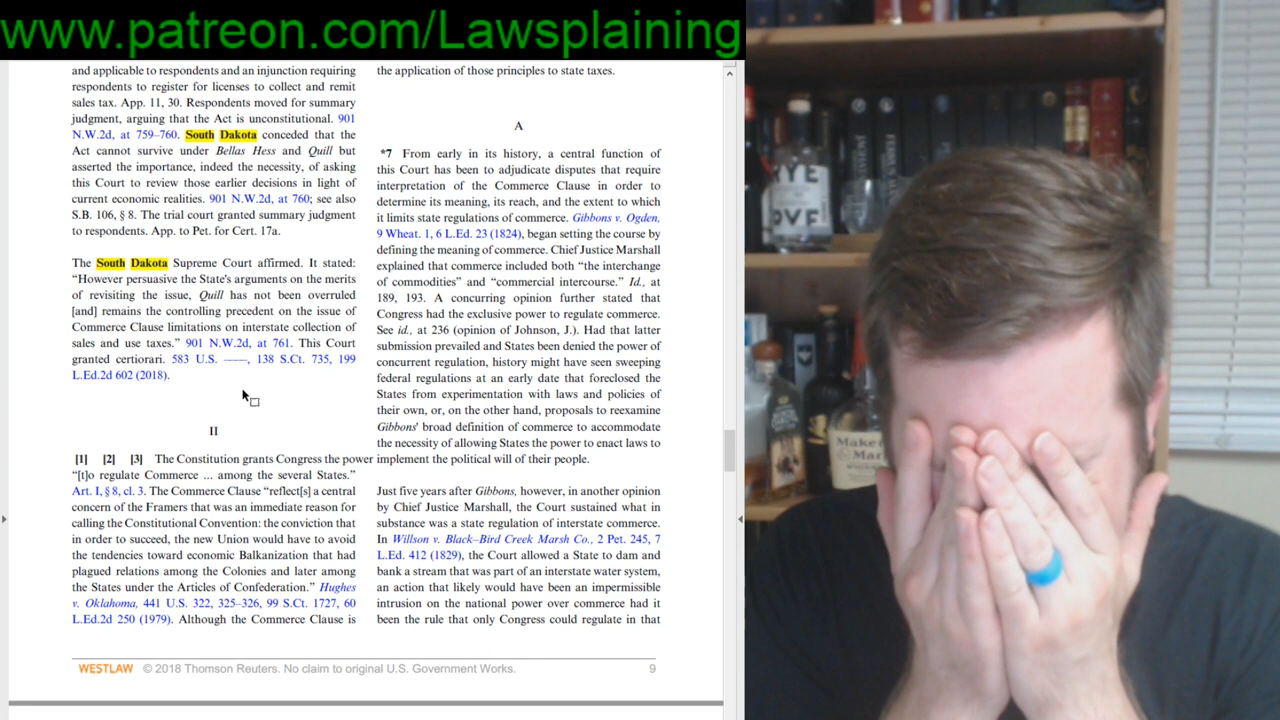 www.patreon.com/Lawsplaining
and applicable to respondents and an injunction requiring
respondents to register for licenses to collect and remit
sales tax. App. 11, 30. Respondents moved for summary
judgment, arguing that the Act is unconstitutional. 901
N.W.2d, at 759–760. South Dakota conceded that the
Act cannot survive under Bellas Hess and Quill but
asserted the importance, indeed the necessity, of asking
this Court to review those earlier decisions in light of
current economic realities. 901 N.W.2d, at 760; see also
S.B. 106, § 8. The trial court granted summary judgment
to respondents. App. to Pet. for Cert. 17a.
The South Dakota Supreme Court affirmed. It stated:
“However persuasive the State's arguments on the merits
of revisiting the issue, Quill has not been overruled
[and] remains the controlling precedent on the issue of
Commerce Clause limitations on interstate collection of
sales and use taxes.” 901 N.W.2d, at 761. This Court
granted certiorari. 583 U.S. ––––, 138 S.Ct. 735, 199
L.Ed.2d 602 (2018).
II
[1] [2] [3] The Constitution grants Congress the power
“[t]o regulate Commerce ... among the several States.”
Art. I, § 8, cl. 3. The Commerce Clause “reflect[s] a central
concern of the Framers that was an immediate reason for
calling the Constitutional Convention: the conviction that
in order to succeed, the new Union would have to avoid
the tendencies toward economic Balkanization that had
plagued relations among the Colonies and later among
the States under the Articles of Confederation.” Hughes
v. Oklahoma, 441 U.S. 322, 325–326, 99 S.Ct. 1727, 60
L.Ed.2d 250 (1979). Although the Commerce Clause is
the application of those principles to state taxes.
A
*7 From early in its history, a central function of
this Court has been to adjudicate disputes that require
interpretation of the Commerce Clause in order to
determine its meaning, its reach, and the extent to which
it limits state regulations of commerce. Gibbons v. Ogden,
9 Wheat. 1, 6 L.Ed. 23 (1824), began setting the course by
defining the meaning of commerce. Chief Justice Marshall
explained that commerce included both “the interchange
of commodities” and “commercial intercourse.” Id., at
189, 193. A concurring opinion further stated that
Congress had the exclusive power to regulate commerce.
See id., at 236 (opinion of Johnson, J.). Had that latter
submission prevailed and States been denied the power of
concurrent regulation, history might have seen sweeping
federal regulations at an early date that foreclosed the
States from experimentation with laws and policies of
their own, or, on the other hand, proposals to reexamine
Gibbons' broad definition of commerce to accommodate
the necessity of allowing States the power to enact laws to
implement the political will of their people.
Just five years after Gibbons, however, in another opinion
by Chief Justice Marshall, the Court sustained what in
substance was a state regulation of interstate commerce.
In Willson v. Black–Bird Creek Marsh Co., 2 Pet. 245, 7
L.Ed. 412 (1829), the Court allowed a State to dam and
bank a stream that was part of an interstate water system,
an action that likely would have been an impermissible
intrusion on the national power over commerce had it
been the rule that only Congress could regulate in that
WESTLAW © 2018 Thomson Reuters. No claim to original U.S. Government Works. 9
RYE
Maker's